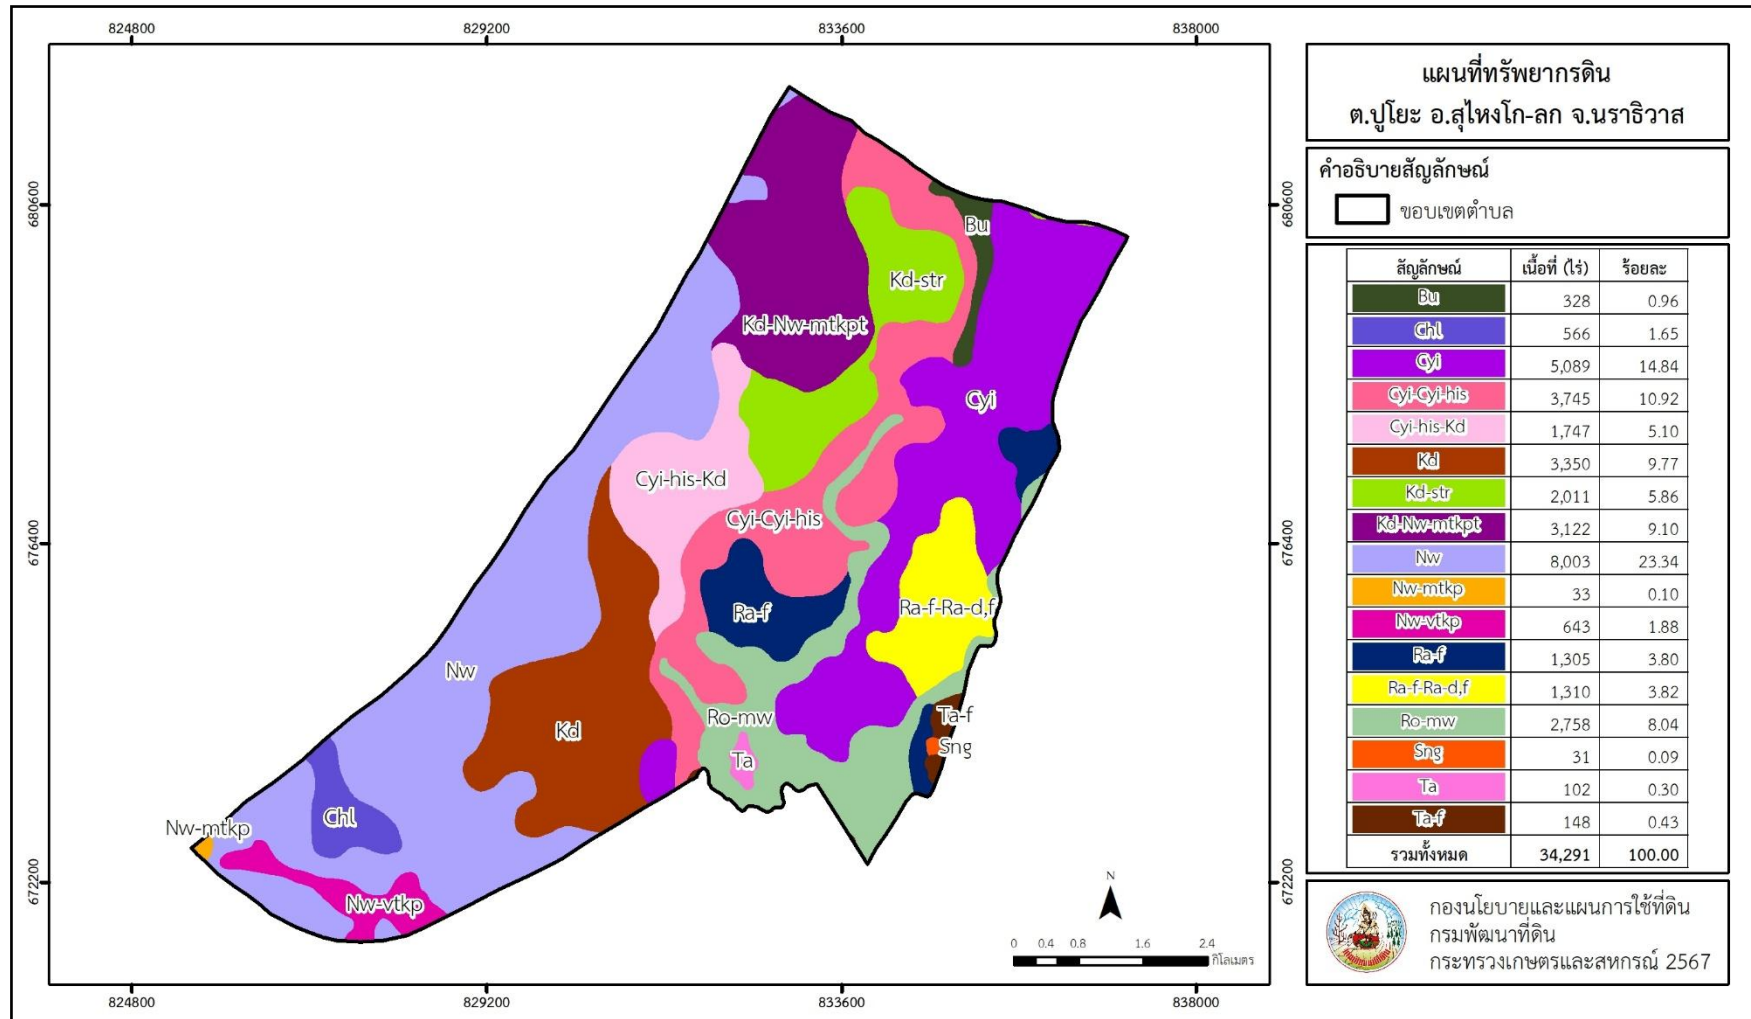 824800 829200 833600 838000
680600 680600
676400 676400
672200 672200
824800 829200 833600 838000
Bu
Kd-str
Kd-Nw-mtkpt
Cyi
Cyi-his-Kd
Cyi-Cyi-his
Ra-f
Ra-f-Ra-d,f
Nw
Ro-mw
Ta-f
Kd
Sng
Ta
Chl
Nw-mtkp
Nw-vtkp
N
0 0.4 0.8 1.6 2.4
กิโลเมตร
แผนที่ทรัพยากรดิน
ต.ปูโยะ อ.สุไหงโก-ลก จ.นราธิวาส
คำอธิบายสัญลักษณ์
ขอบเขตตำบล
สัญลักษณ์ เนื้อที่ (ไร่) ร้อยละ
Bu 328 0.96
Chl 566 1.65
Cyi 5,089 14.84
Cyi-Cyi-his 3,745 10.92
Cyi-his-Kd 1,747 5.10
Kd 3,350 9.77
Kd-str 2,011 5.86
Kd-Nw-mtkpt 3,122 9.10
Nw 8,003 23.34
Nw-mtkp 33 0.10
Nw-vtkp 643 1.88
Ra-f 1,305 3.80
Ra-f-Ra-d,f 1,310 3.82
Ro-mw 2,758 8.04
Sng 31 0.09
Ta 102 0.30
Ta-f 148 0.43
รวมทั้งหมด 34,291 100.00
กองนโยบายและแผนการใช้ที่ดิน
กรมพัฒนาที่ดิน
กระทรวงเกษตรและสหกรณ์ 2567